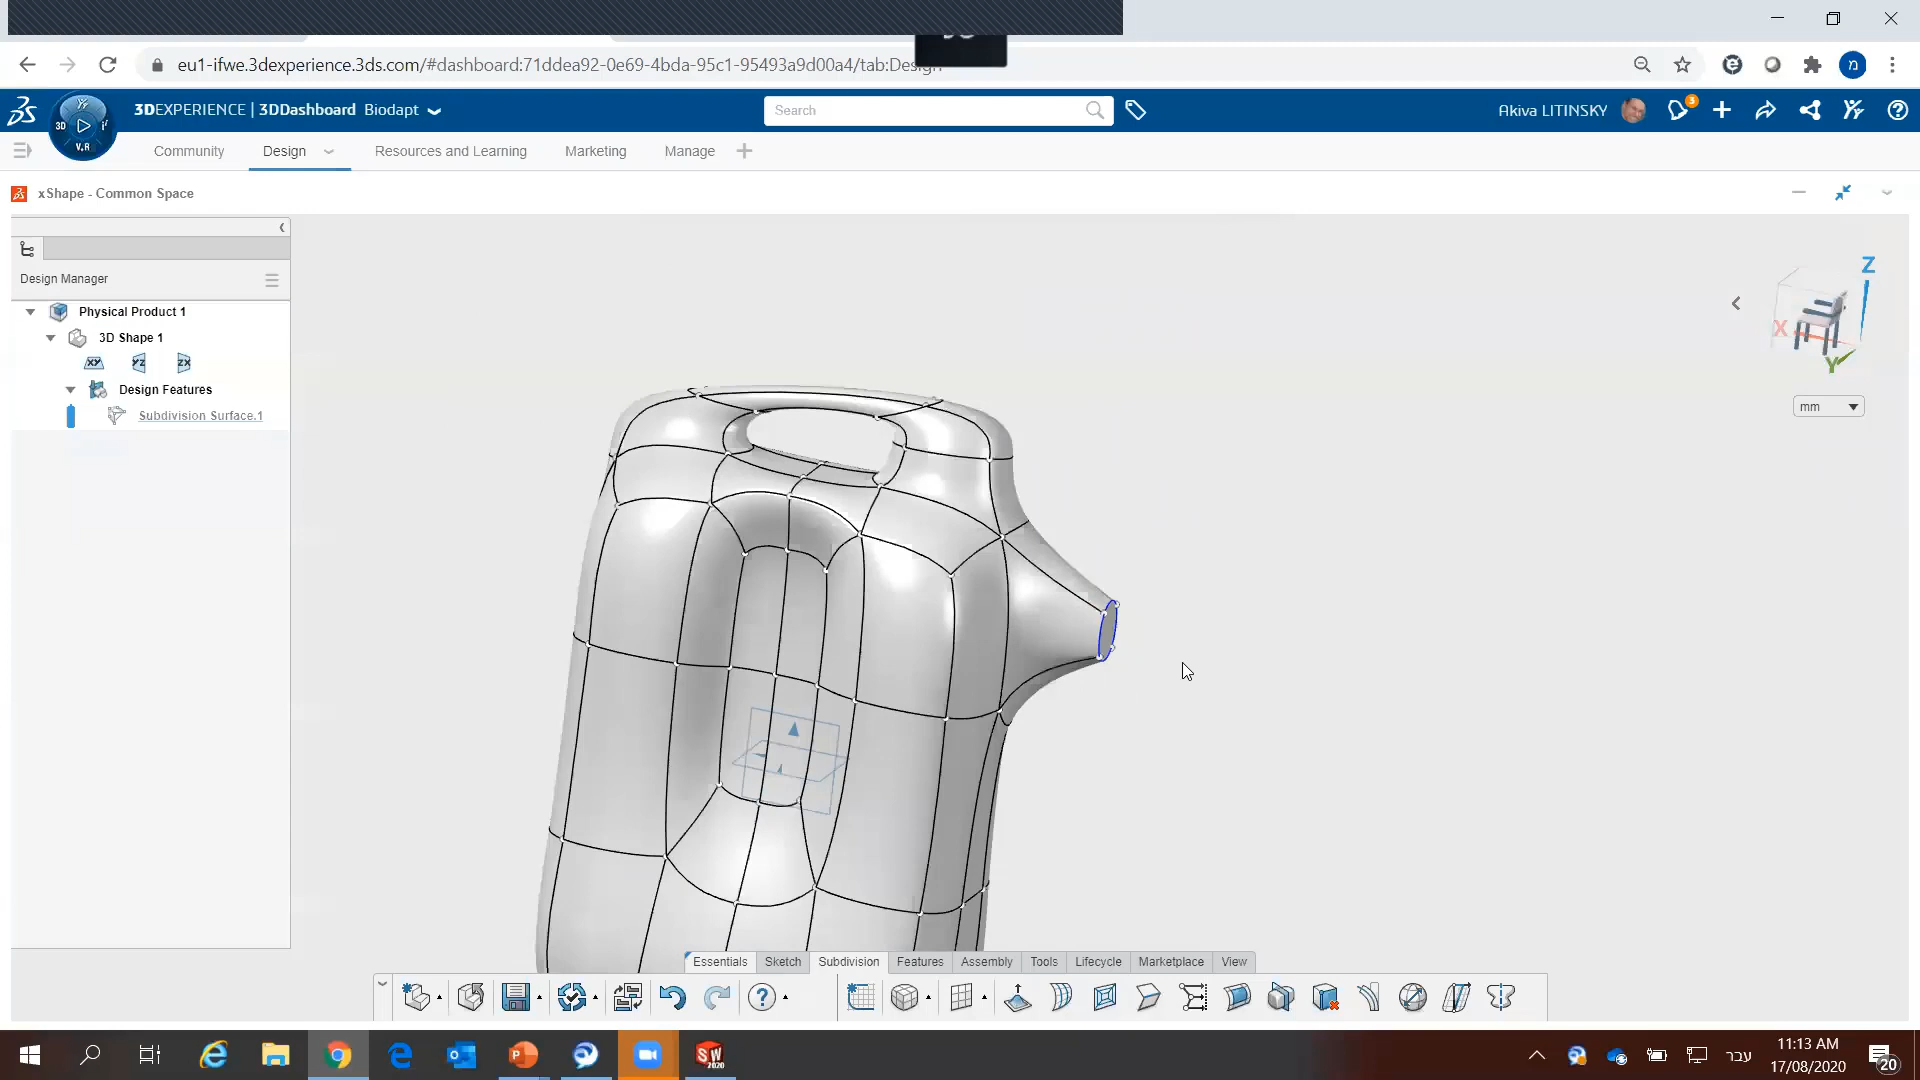 eu1-ifwe.3dexperience.3ds.com/#dashboard:71ddea92-0e69-4bda-95c1-95493a9d00a4/tab:Design
מ
3D
V.R
3DEXPERIENCE | 3DDashboard Biodapt
Search
Akiva LITINSKY
3
Community
Design
Resources and Learning
Marketing
Manage
xShape - Common Space
Design Manager
Physical Product 1
3D Shape 1
XY
YZ
ZX
Design Features
Subdivision Surface.1
Z
X
Y
mm
Essentials
Sketch
Subdivision
Features
Assembly
Tools
Lifecycle
Marketplace
View
SW
2020
עבר
11:13 AM
17/08/2020
20